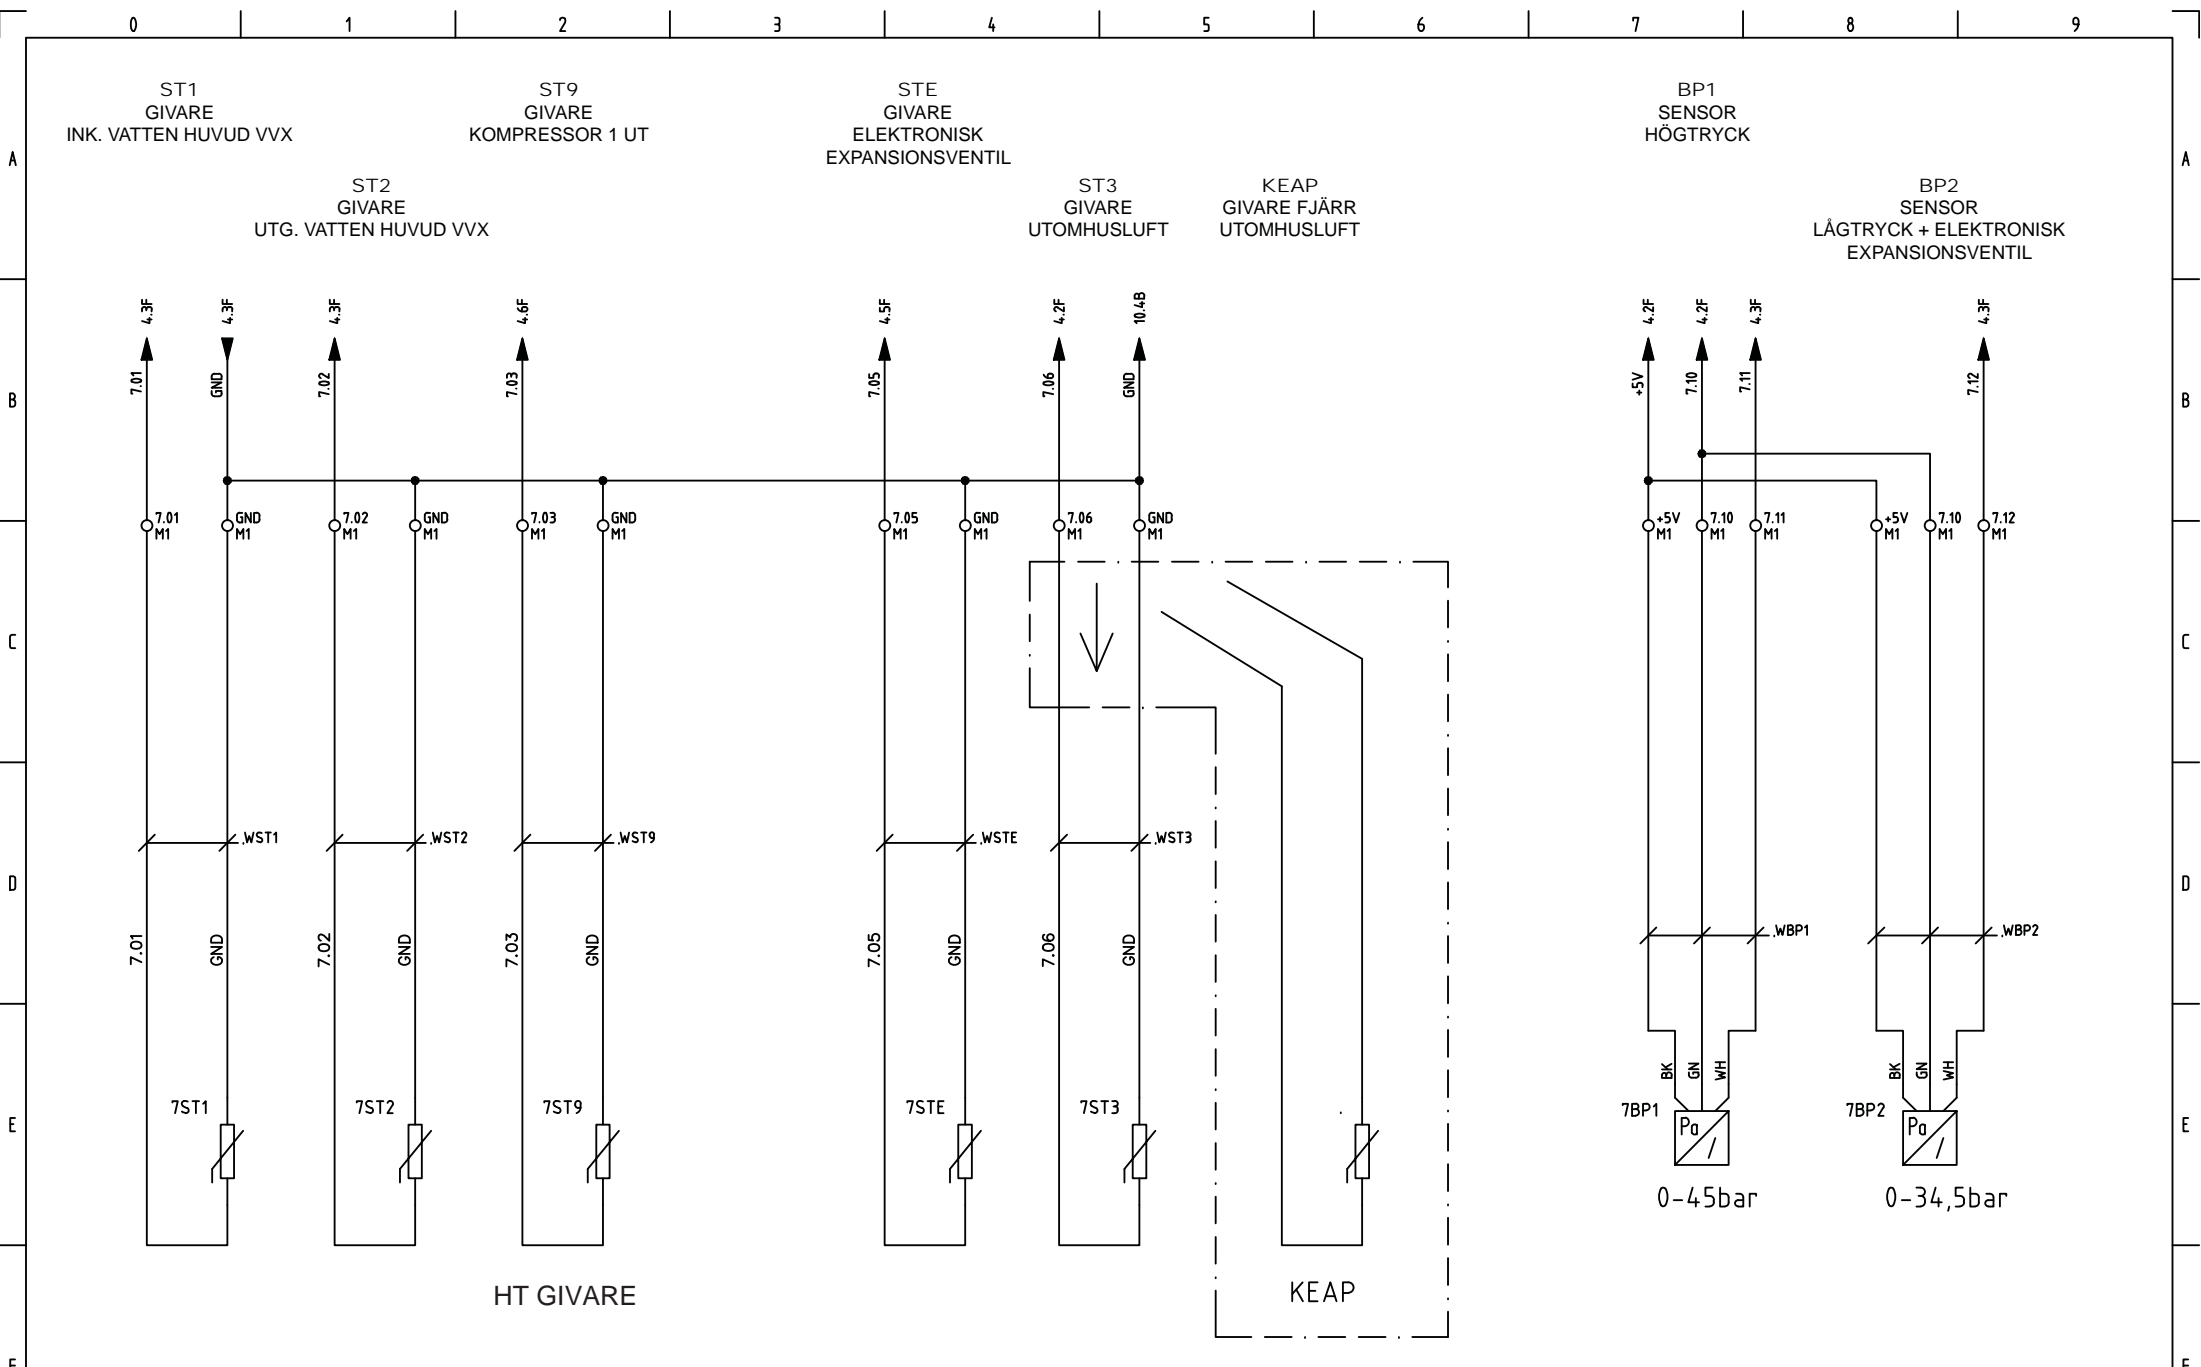 0 1 2 3 4 5 6 7 8 9
ST1
GIVARE
INK. VATTEN HUVUD VVX
ST9
GIVARE
KOMPRESSOR 1 UT
STE
GIVARE
ELEKTRONISK
EXPANSIONSVENTIL
BP1
SENSOR
HÖGTRYCK
A A
ST2
GIVARE
UTG. VATTEN HUVUD VVX
ST3
GIVARE
UTOMHUSLUFT
KEAP
GIVARE FJÄRR
UTOMHUSLUFT
BP2
SENSOR
LÅGTRYCK + ELEKTRONISK
EXPANSIONSVENTIL
4.3F 4.3F 4.3F 4.6F 4.5F 4.2F 10.4B 4.2F 4.2F 4.3F 4.3F
7.01 GND 7.02 7.03 7.05 7.06 GND +5V 7.10 7.11 7.12
B B
7.01 GND 7.02 GND 7.03 GND 7.05 GND 7.06 GND +5V 7.10 7.11 +5V 7.10 7.12
M1 M1 M1 M1 M1 M1 M1 M1 M1 M1 M1 M1 M1 M1 M1 M1
C C
.WST1 .WST2 .WST9 .WSTE .WST3
D D
7.01 GND 7.02 GND 7.03 GND 7.05 GND 7.06 GND
.WBP1 .WBP2
BK GN WH BK GN WH
7ST1 7ST2 7ST9 7STE 7ST3 7BP1 7BP2
E E
Pa Pa
/ /
0-45bar 0-34,5bar
HT GIVARE
KEAP
F F